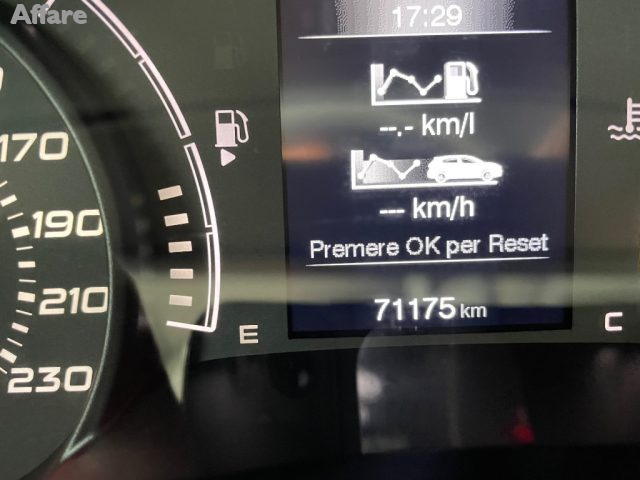 Affare
17:29
--.- km/l
--- km/h
Premere OK per Reset
71175 km
170
190
210
230
E
C